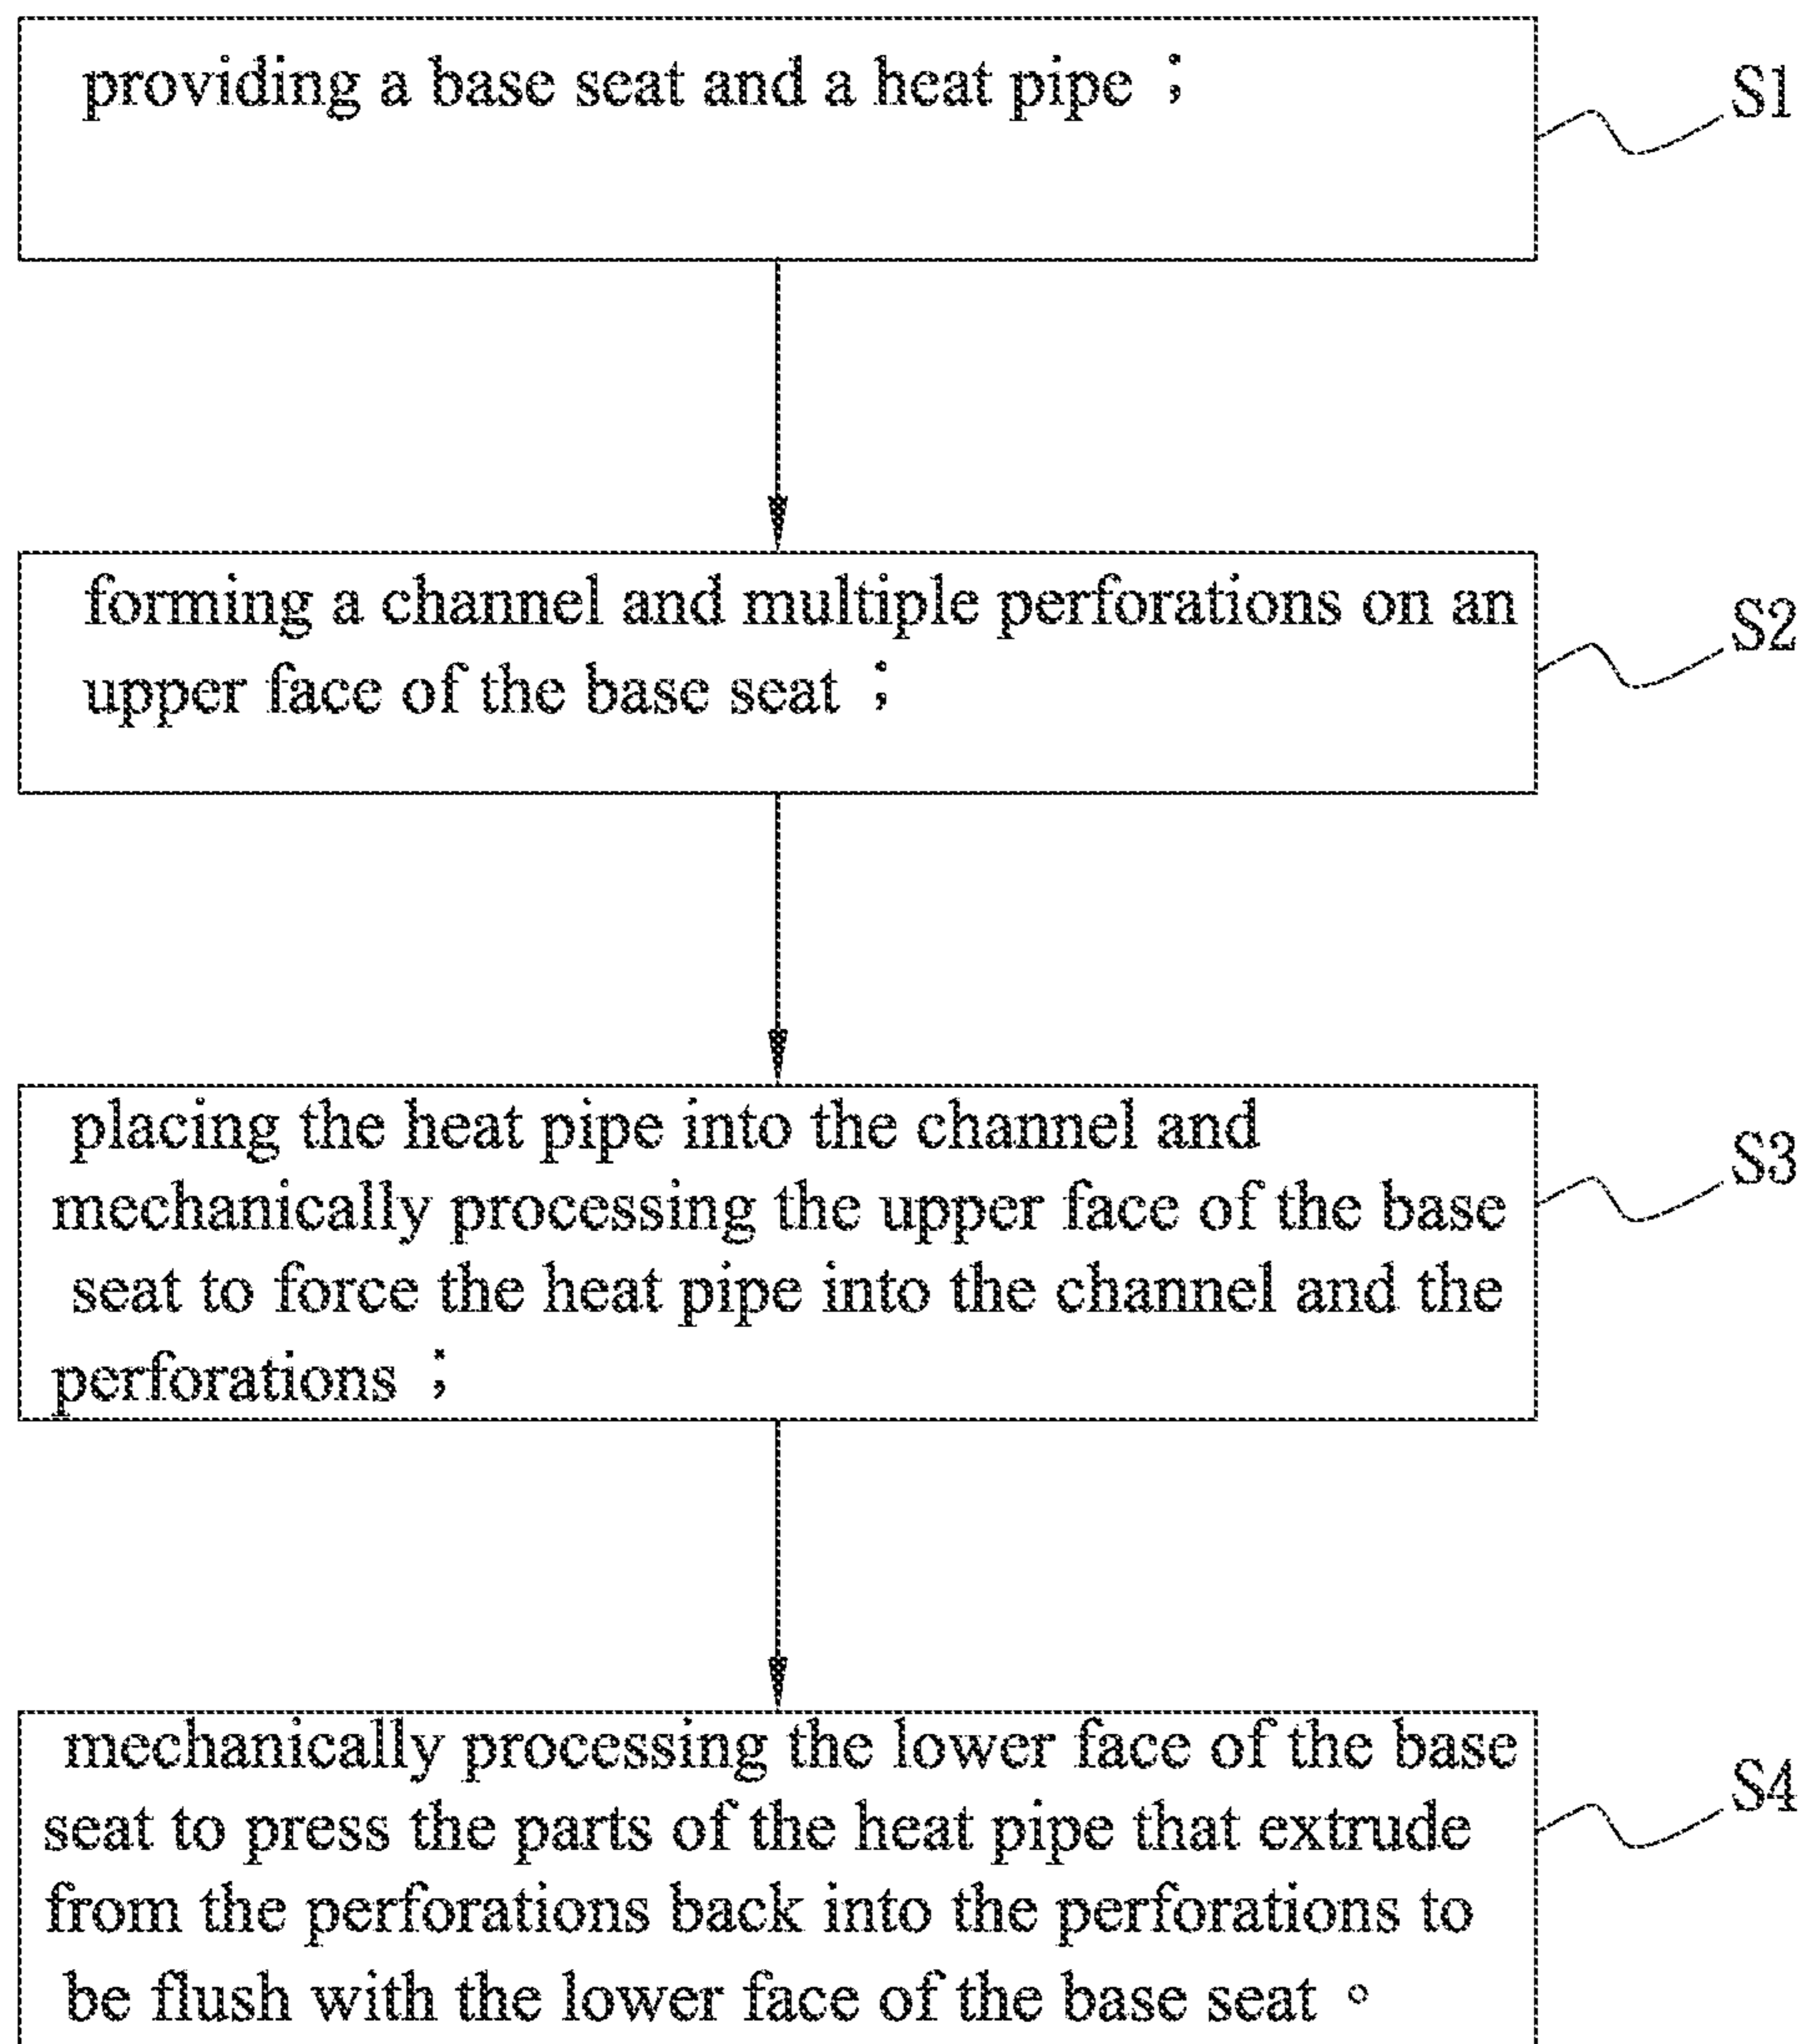 providing a base seat and a heat pipe ;
S1
forming a channel and multiple perforations on an
upper face of the base seat ;
S2
placing the heat pipe into the channel and
mechanically processing the upper face of the base
seat to force the heat pipe into the channel and the
perforations ;
S3
mechanically processing the lower face of the base
seat to press the parts of the heat pipe that extrude
from the perforations back into the perforations to
be flush with the lower face of the base seat 。
S4